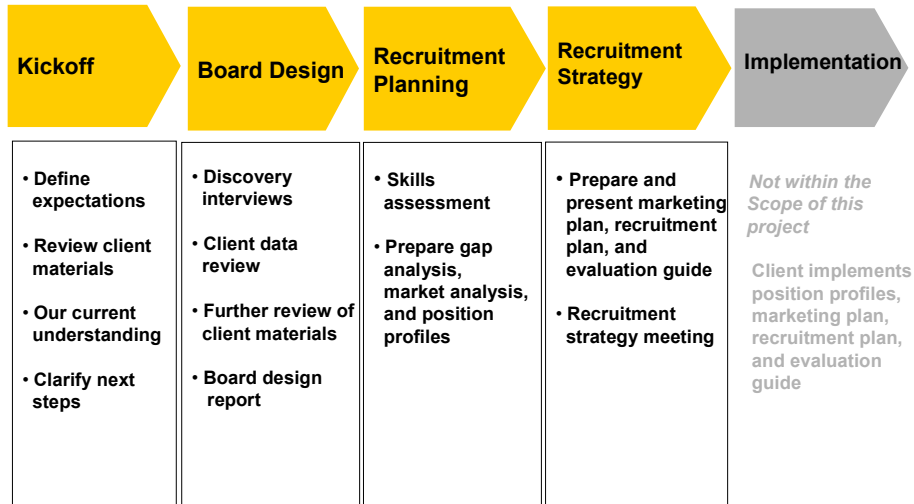 Kickoff
Board Design
Recruitment
Planning
Recruitment
Strategy
Implementation
• Define
expectations
• Review client
materials
• Our current
understanding
• Clarify next
steps
• Discovery
interviews
• Client data
review
• Further review of
client materials
• Board design
report
• Skills
assessment
• Prepare gap
analysis,
market analysis,
and position
profiles
• Prepare and
present marketing
plan, recruitment
plan, and
evaluation guide
• Recruitment
strategy meeting
Not within the
Scope of this
project
Client implements
position profiles,
marketing plan,
recruitment plan,
and evaluation
guide